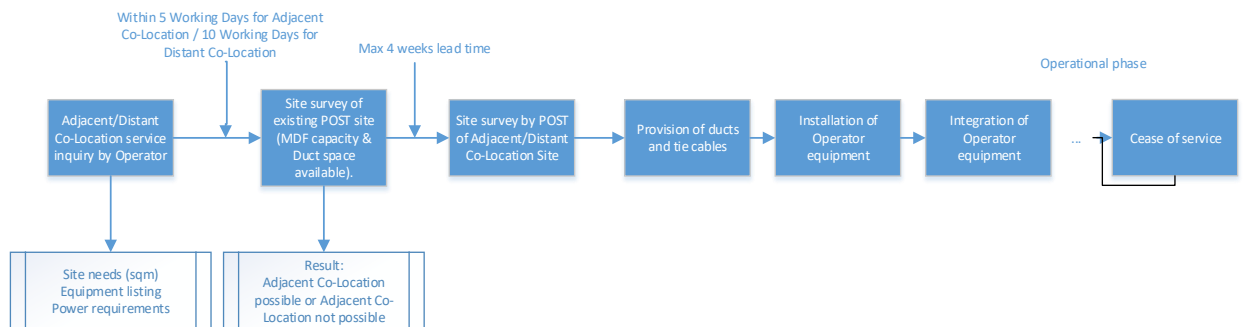 Within 5 Working Days for Adjacent
Co-Location / 10 Working Days for
Distant Co-Location
Max 4 weeks lead time
Operational phase
Adjacent/Distant
Co-Location service
inquiry by Operator
Site survey of
existing POST site
(MDF capacity &
Duct space
available).
Site survey by POST
of Adjacent/Distant
Co-Location Site
Provision of ducts
and tie cables
Installation of
Operator
equipment
Integration of
Operator
equipment
...
Cease of service
Site needs (sqm)
Equipment listing
Power requirements
Result:
Adjacent Co-Location
possible or Adjacent Co-
Location not possible